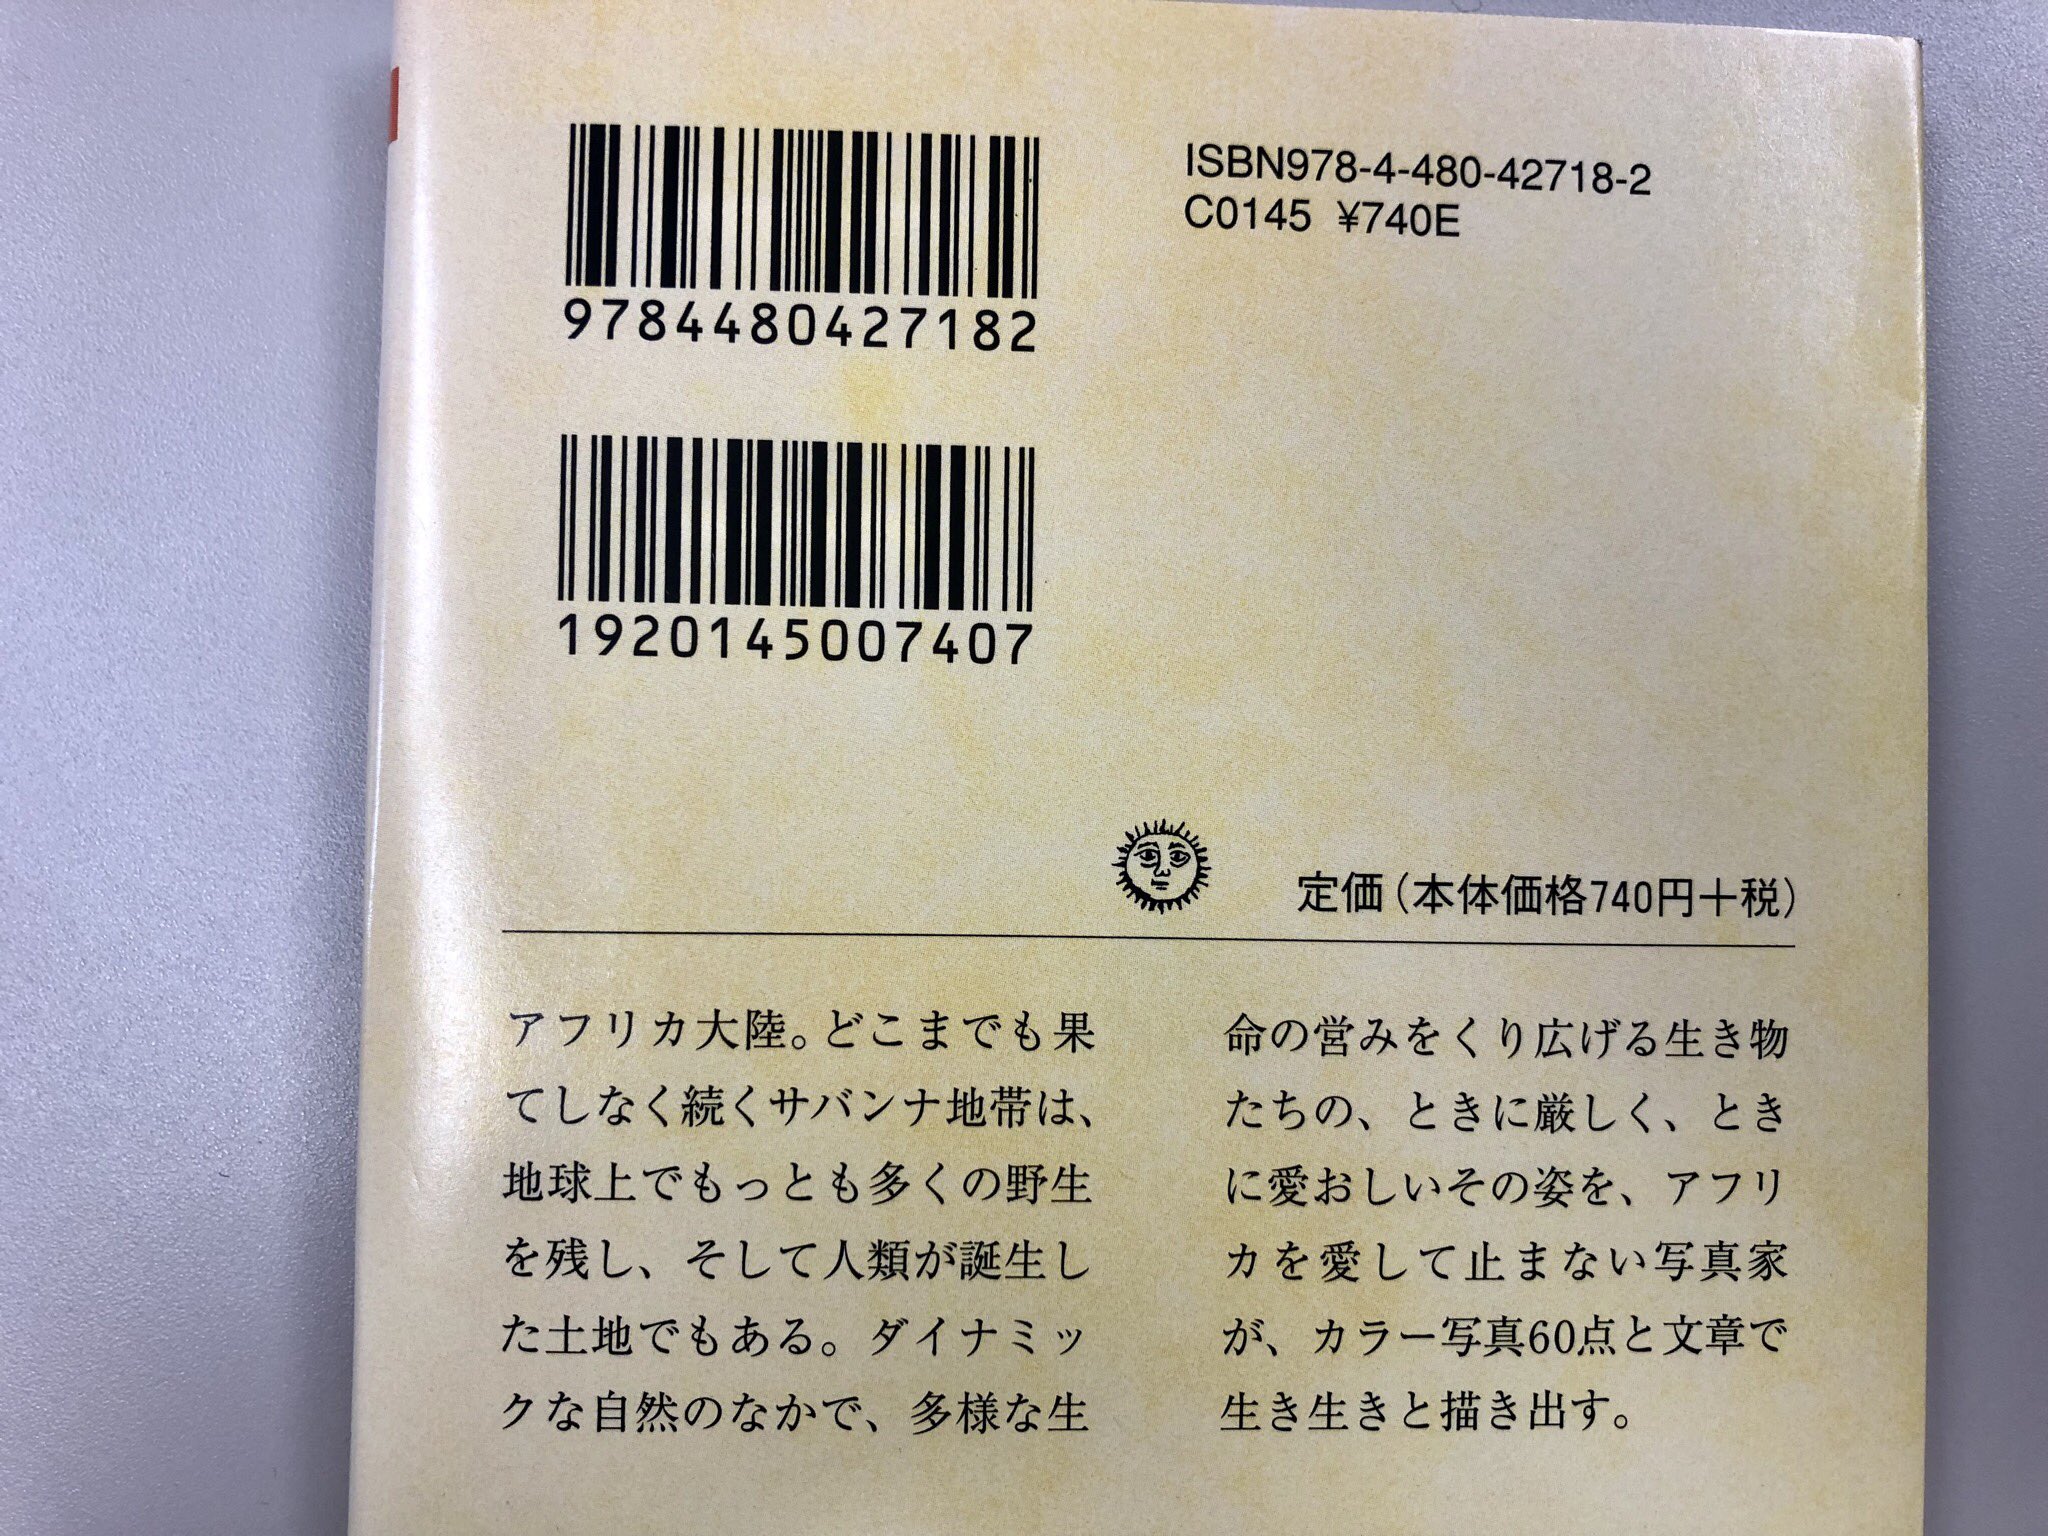 9784480427182
ISBN978-4-480-42718-2
C0145 ¥740E
1920145007407
定価(本体価格740円+税)
アフリカ大陸。どこまでも果
てしなく続くサバンナ地帯は、
地球上でもっとも多くの野生
を残し、そして人類が誕生し
た土地でもある。ダイナミッ
クな自然のなかで、多様な生
命の営みをくり広げる生き物
たちの、ときに厳しく、とき
に愛おしいその姿を、アフリ
カを愛して止まない写真家
が、カラー写真60点と文章で
生き生きと描き出す。